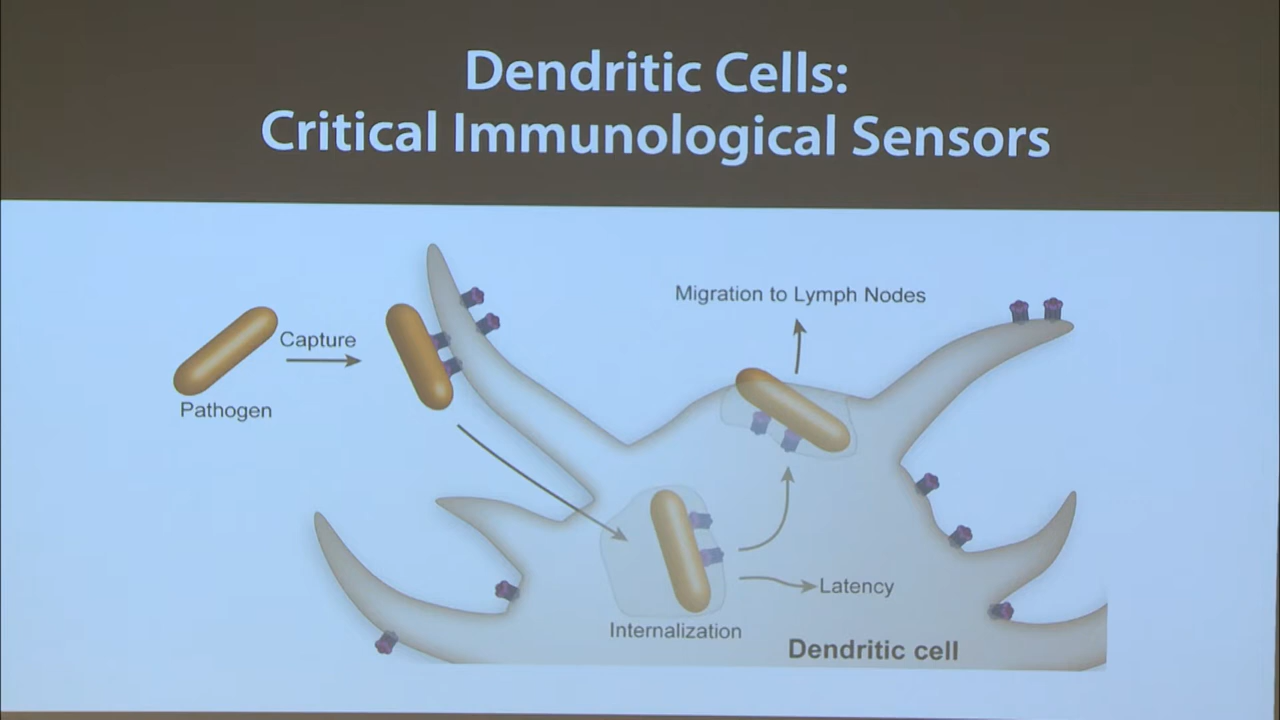 Dendritic Cells:
Critical Immunological Sensors
Migration to Lymph Nodes
Capture
Pathogen
Latency
Internalization
Dendritic cell